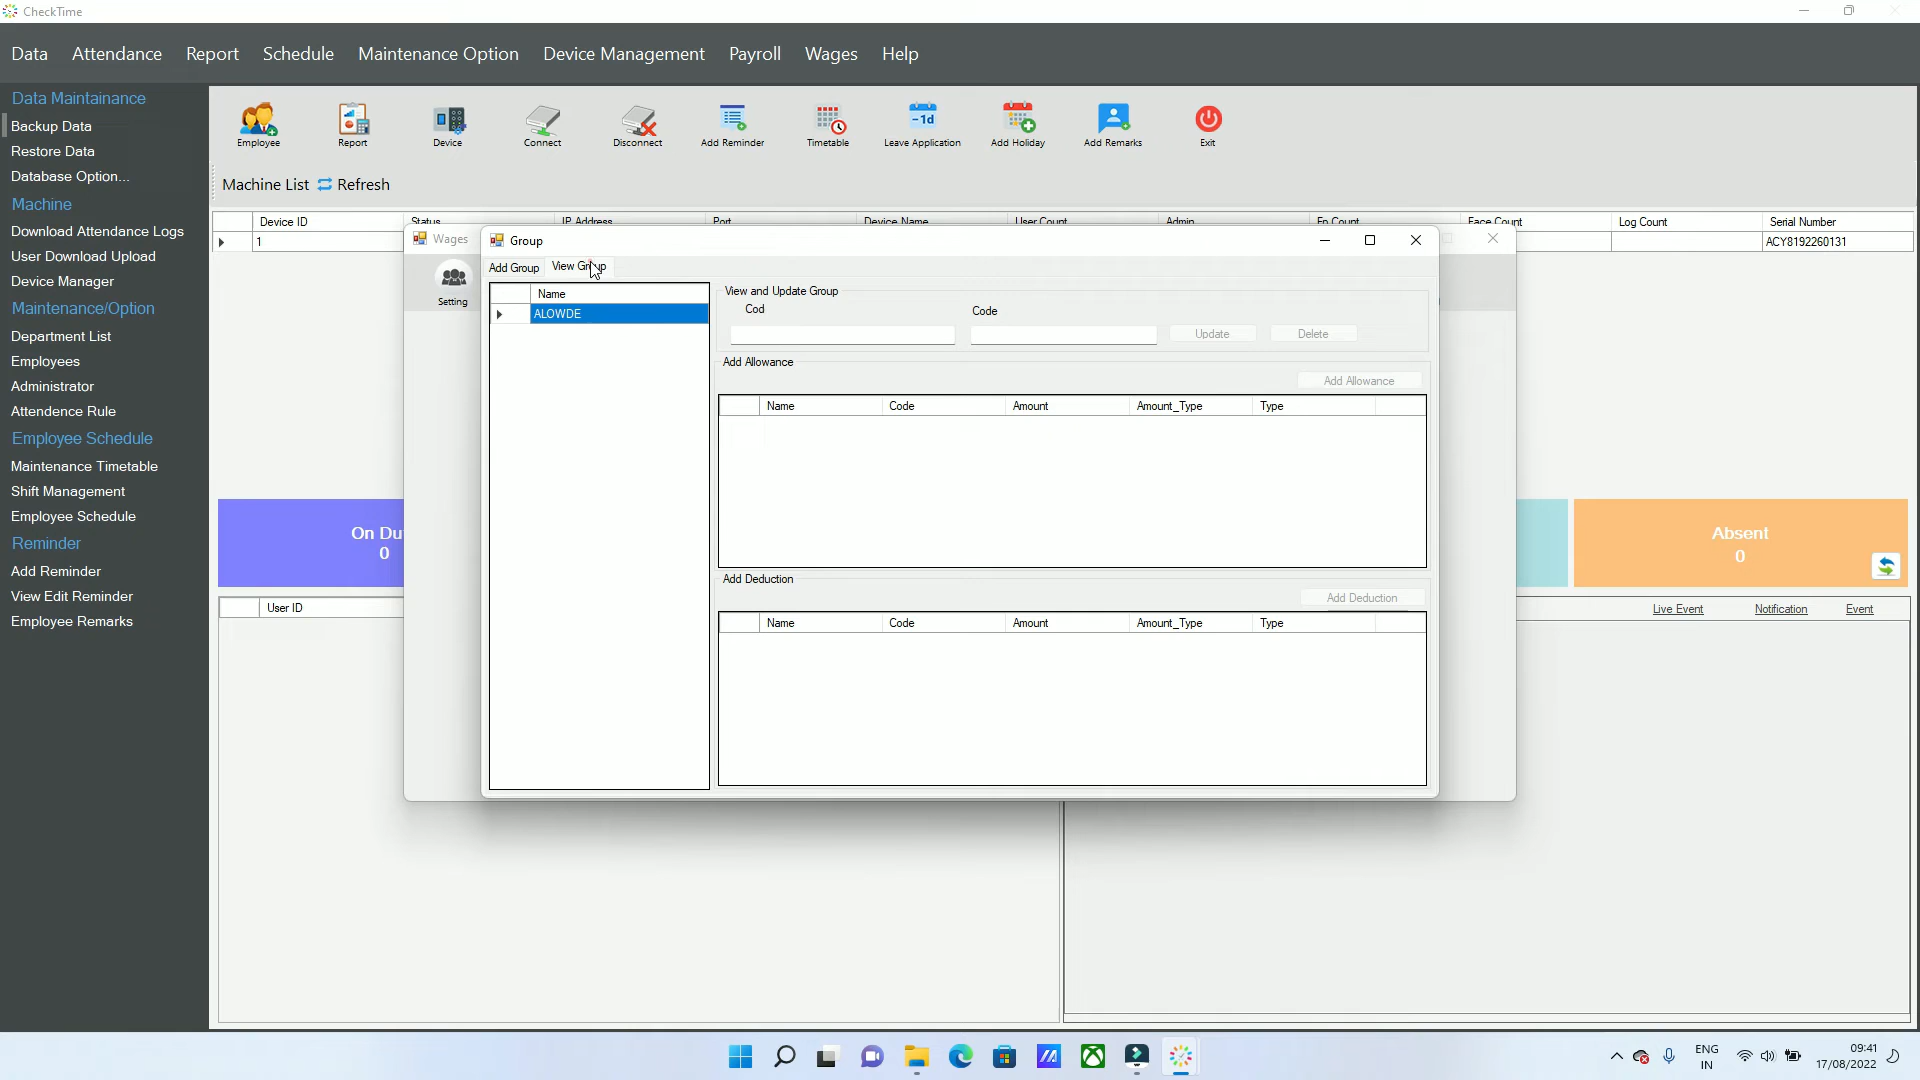 CheckTime
Data Attendance Report Schedule Maintenance Option Device Management Payroll Wages Help
Data Maintainance
Backup Data
Restore Data
Database Option...
Machine
Download Attendance Logs
User Download Upload
Device Manager
Maintenance/Option
Department List
Employees
Administrator
Attendence Rule
Employee Schedule
Maintenance Timetable
Shift Management
Employee Schedule
Reminder
Add Reminder
View Edit Reminder
Employee Remarks
Employee Report Device Connect Disconnect Add Reminder Timetable Leave Application Add Holiday Add Remarks Exit
-1d
Machine List Refresh
Device ID Status IP Address Port Device Name User Count Admin Fp Count Face Count Log Count Serial Number
1 ACY8192260131
Wages
Setting
Group
Add Group View Group
Name
ALOWDE
View and Update Group
Cod Code
Update Delete
Add Allowance
Add Allowance
Name Code Amount Amount_Type Type
Add Deduction
Add Deduction
Name Code Amount Amount_Type Type
On Du
0
Absent
0
User ID
Live Event Notification Event
ENG
IN
09:41
17/08/2022